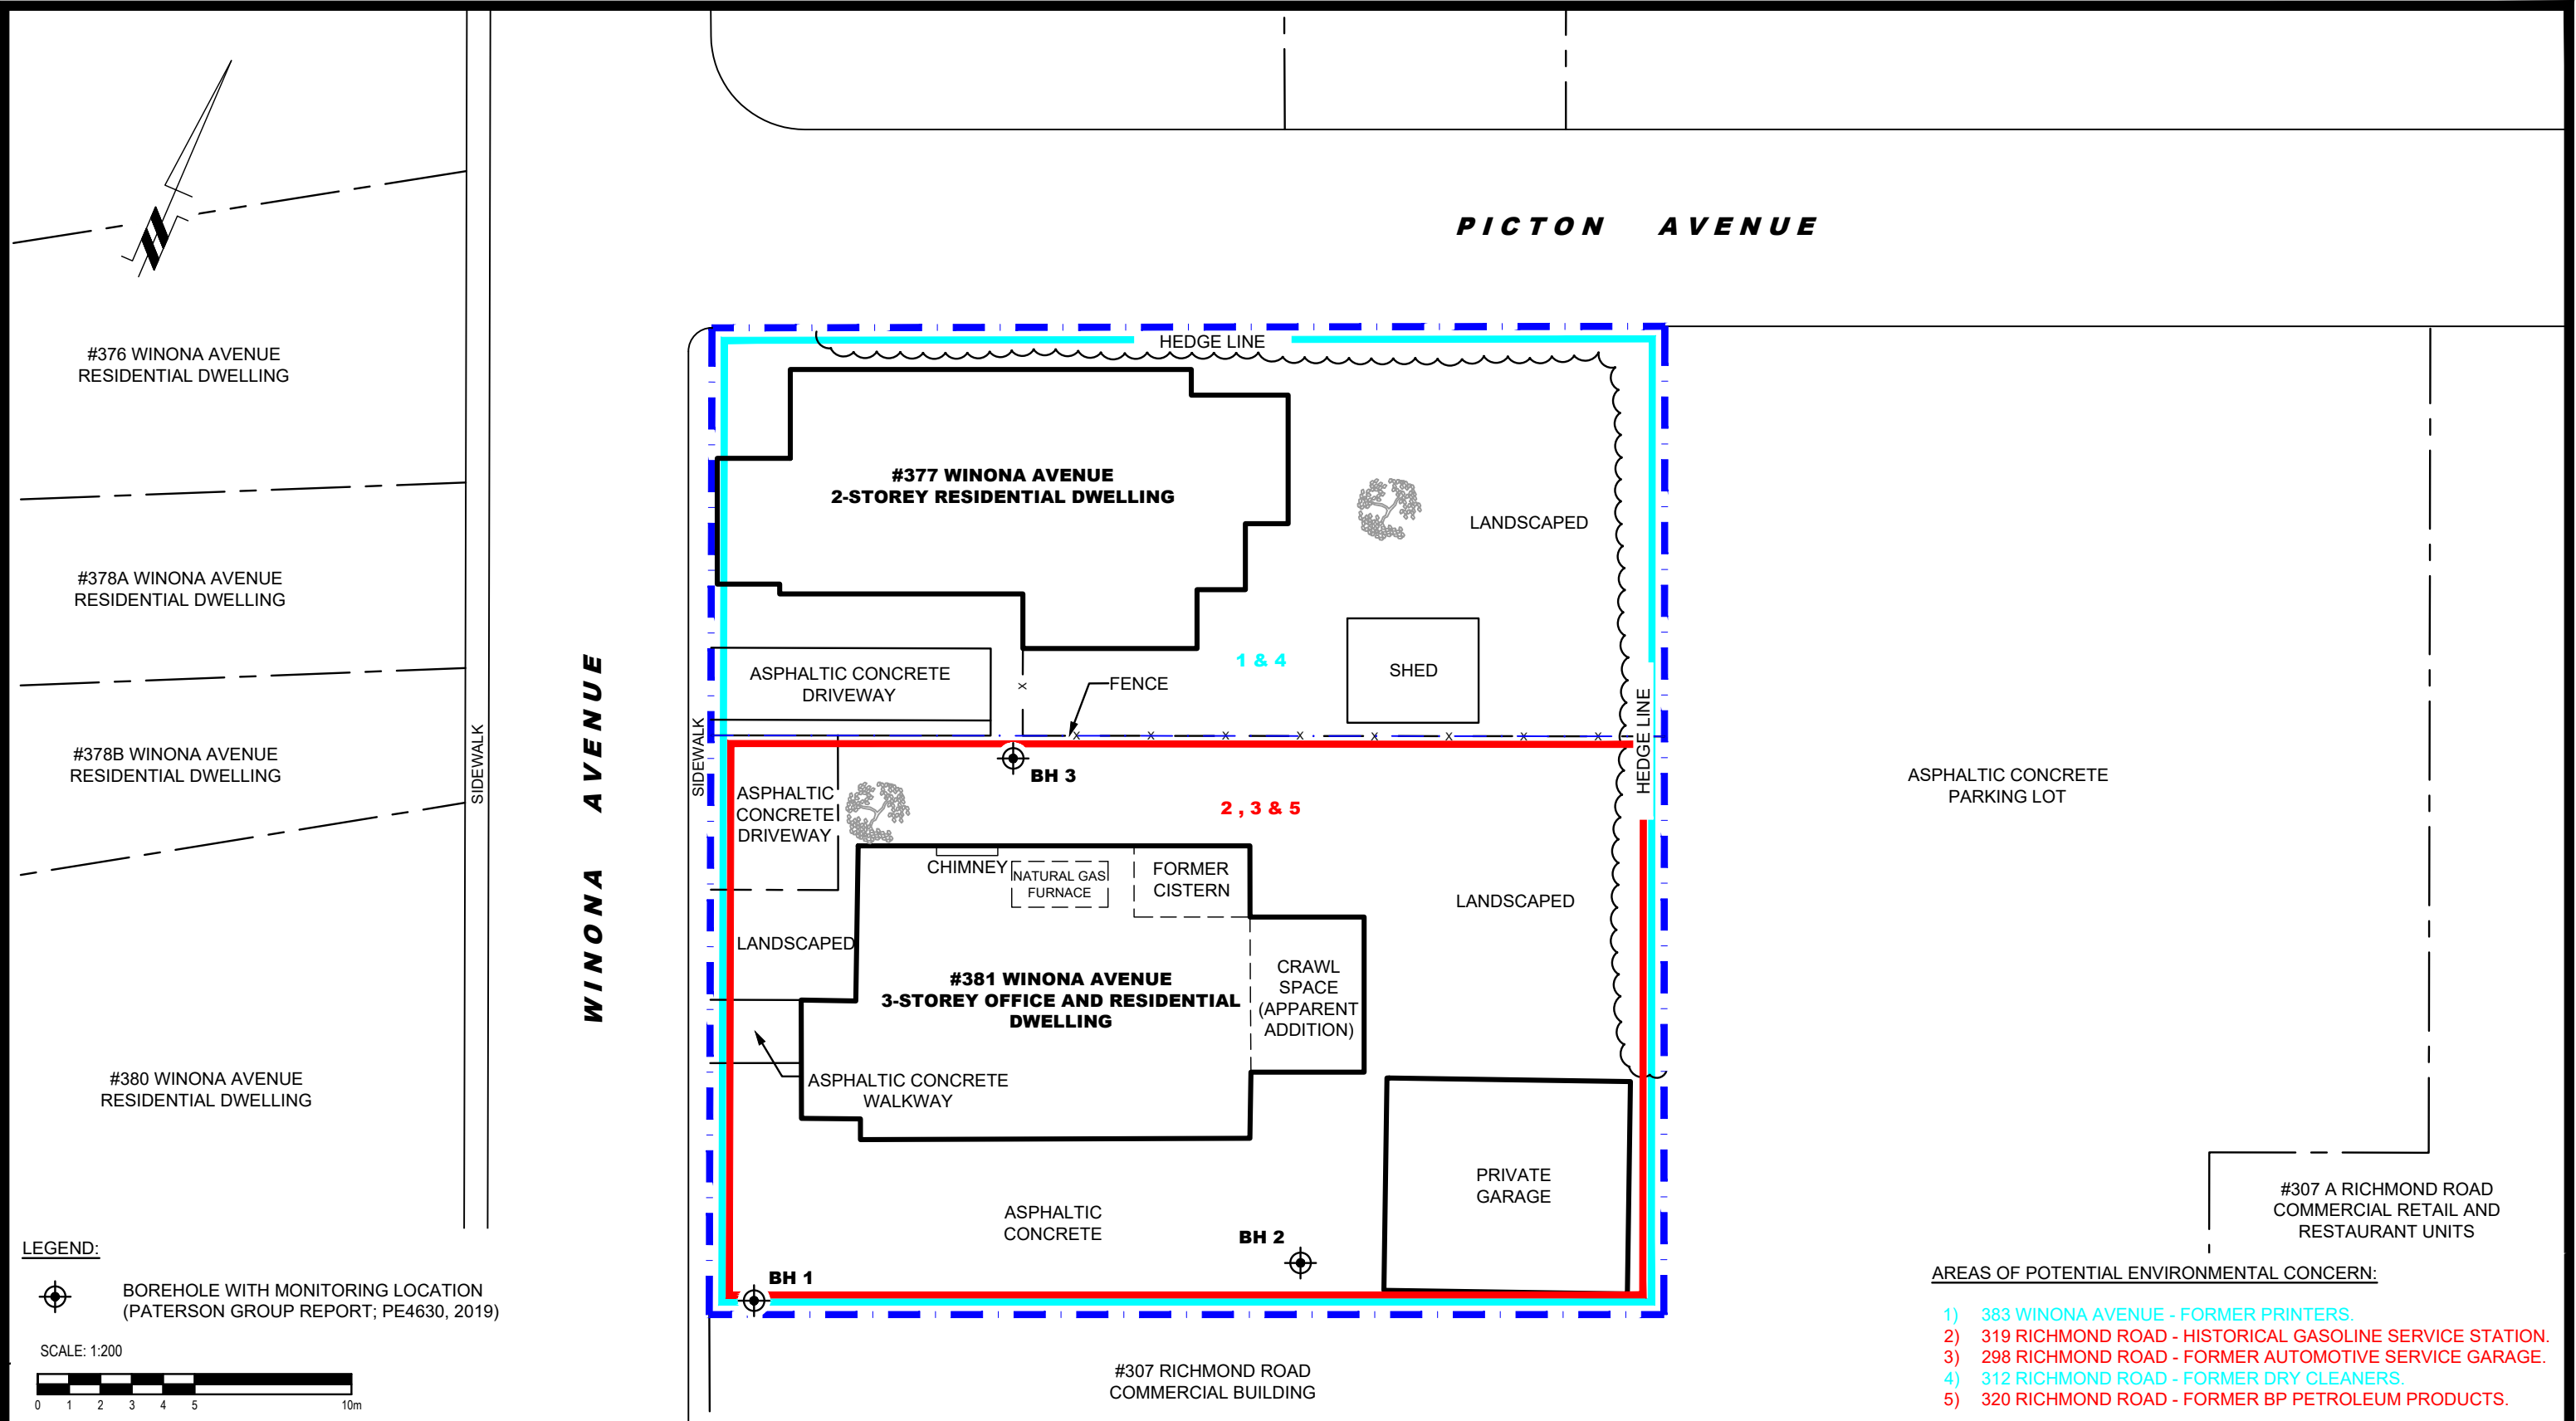 PICTON AVENUE
#376 WINONA AVENUE
RESIDENTIAL DWELLING
#378A WINONA AVENUE
RESIDENTIAL DWELLING
#378B WINONA AVENUE
RESIDENTIAL DWELLING
#380 WINONA AVENUE
RESIDENTIAL DWELLING
SIDEWALK
WINONA AVENUE
SIDEWALK
HEDGE LINE
#377 WINONA AVENUE
2-STOREY RESIDENTIAL DWELLING
LANDSCAPED
ASPHALTIC CONCRETE
DRIVEWAY
X
FENCE
1 & 4
SHED
HEDGE LINE
X X X X X X X X
BH 3
2 , 3 & 5
ASPHALTIC
CONCRETE
DRIVEWAY
CHIMNEY
NATURAL GAS
FURNACE
FORMER
CISTERN
LANDSCAPED
LANDSCAPED
#381 WINONA AVENUE
3-STOREY OFFICE AND RESIDENTIAL
DWELLING
CRAWL
SPACE
(APPARENT
ADDITION)
ASPHALTIC CONCRETE
WALKWAY
PRIVATE
GARAGE
ASPHALTIC
CONCRETE
BH 2
BH 1
#307 RICHMOND ROAD
COMMERCIAL BUILDING
ASPHALTIC CONCRETE
PARKING LOT
#307 A RICHMOND ROAD
COMMERCIAL RETAIL AND
RESTAURANT UNITS
LEGEND:
BOREHOLE WITH MONITORING LOCATION
(PATERSON GROUP REPORT; PE4630, 2019)
SCALE: 1:200
0 1 2 3 4 5 10m
AREAS OF POTENTIAL ENVIRONMENTAL CONCERN:
1) 383 WINONA AVENUE - FORMER PRINTERS.
2) 319 RICHMOND ROAD - HISTORICAL GASOLINE SERVICE STATION.
3) 298 RICHMOND ROAD - FORMER AUTOMOTIVE SERVICE GARAGE.
4) 312 RICHMOND ROAD - FORMER DRY CLEANERS.
5) 320 RICHMOND ROAD - FORMER BP PETROLEUM PRODUCTS.